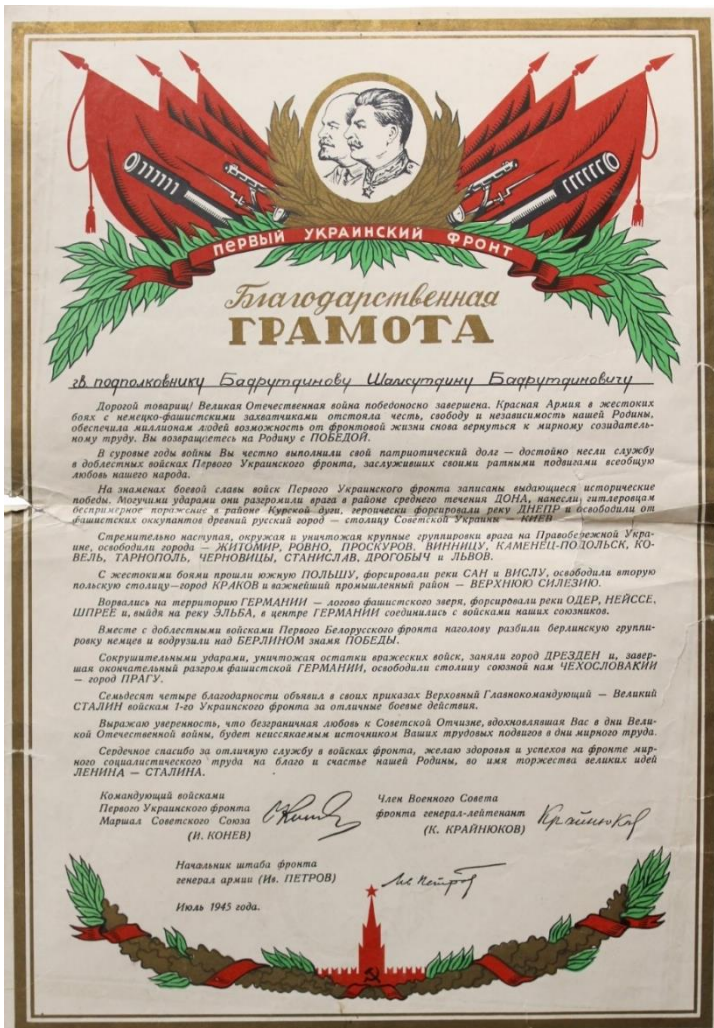 ПЕРВЫЙ УКРАИНСКИЙ ФРОНТ
Благодарственная
ГРАМОТА
гв. подполковнику Бадрутдинову Шамсутдину Бадрутдиновичу
Дорогой товарищ! Великая Отечественная война победоносно завершена. Красная Армия в жестоких
боях с немецко-фашистскими захватчиками отстояла честь, свободу и независимость нашей Родины,
обеспечила миллионам людей возможность от фронтовой жизни снова вернуться к мирному созидатель-
ному труду. Вы возвращаетесь на Родину с ПОБЕДОЙ.
В суровые годы войны Вы честно выполнили свой патриотический долг — достойно несли службу
в доблестных войсках Первого Украинского фронта, заслуживших своими ратными подвигами всеобщую
любовь нашего народа.
На знаменах боевой славы войск Первого Украинского фронта записаны выдающиеся исторические
победы. Могучими ударами они разгромили врага в районе среднего течения ДОНА, нанесли гитлеровцам
беспримерное поражение в районе Курской дуги, героически форсировали реку ДНЕПР и освободили от
фашистских оккупантов древний русский город — столицу Советской Украины — КИЕВ.
Стремительно наступая, окружая и уничтожая крупные группировки врага на Правобережной Укра-
ине, освободили города — ЖИТОМИР, РОВНО, ПРОСКУРОВ, ВИННИЦУ, КАМЕНЕЦ-ПОДОЛЬСК, КО-
ВЕЛЬ, ТАРНОПОЛЬ, ЧЕРНОВИЦЫ, СТАНИСЛАВ, ДРОГОБЫЧ и ЛЬВОВ.
С жестокими боями прошли южную ПОЛЬШУ, форсировали реки САН и ВИСЛУ, освободили вторую
польскую столицу—город КРАКОВ и важнейший промышленный район — ВЕРХНЮЮ СИЛЕЗИЮ.
Ворвались на территорию ГЕРМАНИИ — логово фашистского зверя, форсировали реки ОДЕР, НЕЙССЕ,
ШПРЕЕ и, выйдя на реку ЭЛЬБА, в центре ГЕРМАНИИ соединились с войсками наших союзников.
Вместе с доблестными войсками Первого Белорусского фронта наголову разбили берлинскую группи-
ровку немцев и водрузили над БЕРЛИНОМ знамя ПОБЕДЫ.
Сокрушительными ударами, уничтожая остатки вражеских войск, заняли город ДРЕЗДЕН и, завер-
шая окончательный разгром фашистской ГЕРМАНИИ, освободили столицу союзной нам ЧЕХОСЛОВАКИИ
— город ПРАГУ.
Семьдесят четыре благодарности объявил в своих приказах Верховный Главнокомандующий — Великий
СТАЛИН войскам 1-го Украинского фронта за отличные боевые действия.
Выражаю уверенность, что безграничная любовь к Советской Отчизне, вдохновлявшая Вас в дни Вели-
кой Отечественной войны, будет неиссякаемым источником Ваших трудовых подвигов в дни мирного труда.
Сердечное спасибо за отличную службу в войсках фронта, желаю здоровья и успехов на фронте мир-
ного социалистического труда на благо и счастье нашей Родины, во имя торжества великих идей
ЛЕНИНА — СТАЛИНА.
Командующий войсками
Первого Украинского фронта
Маршал Советского Союза
(И. КОНЕВ)
Член Военного Совета
фронта генерал-лейтенант
(К. КРАЙНЮКОВ)
Крайнюков
Начальник штаба фронта
генерал армии (Ив. ПЕТРОВ)
Ив Петров
Июль 1945 года.